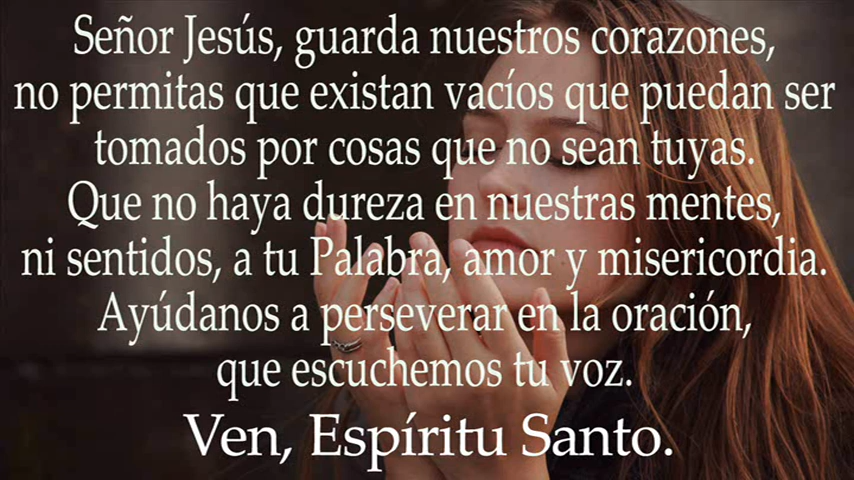 Señor Jesús, guarda nuestros corazones,
no permitas que existan vacíos que puedan ser
tomados por cosas que no sean tuyas.
Que no haya dureza en nuestras mentes,
ni sentidos, a tu Palabra, amor y misericordia.
Ayúdanos a perseverar en la oración,
que escuchemos tu voz.
Ven, Espíritu Santo.